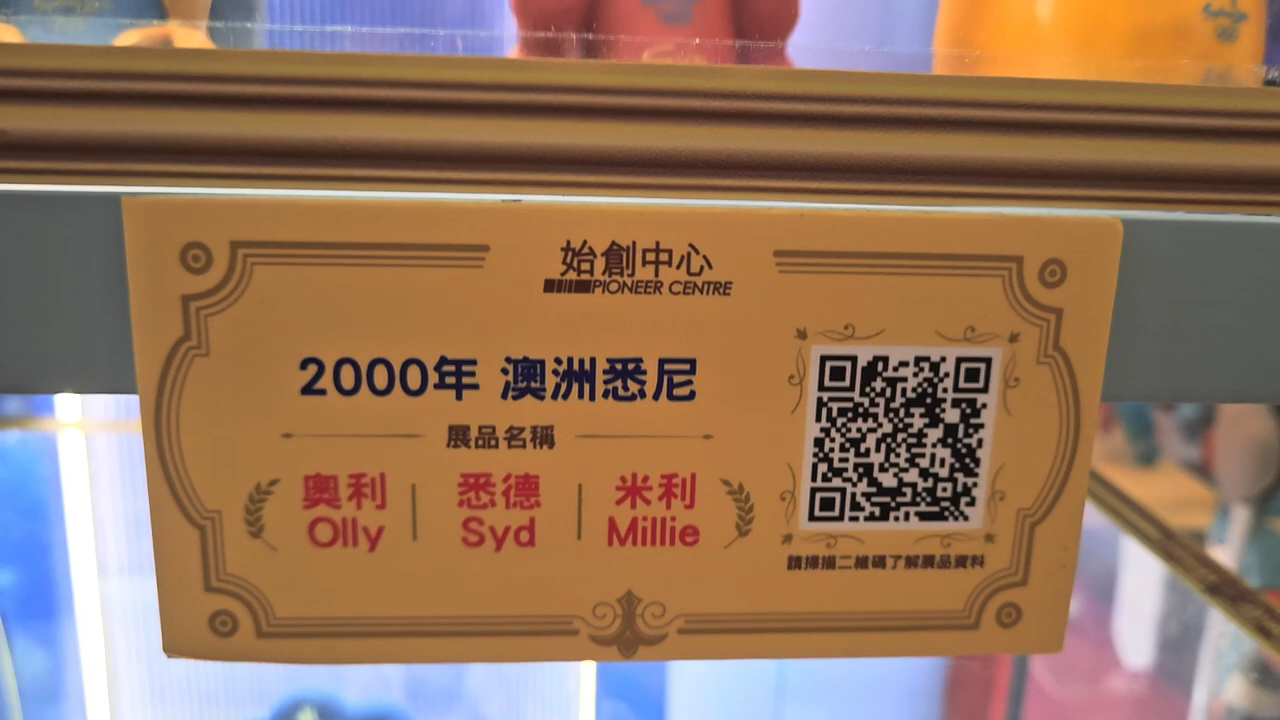 始創中心
PIONEER CENTRE
2000年 澳洲悉尼
展品名稱
奧利 悉德 米利
Olly Syd Millie
請掃描二維碼了解展品資料